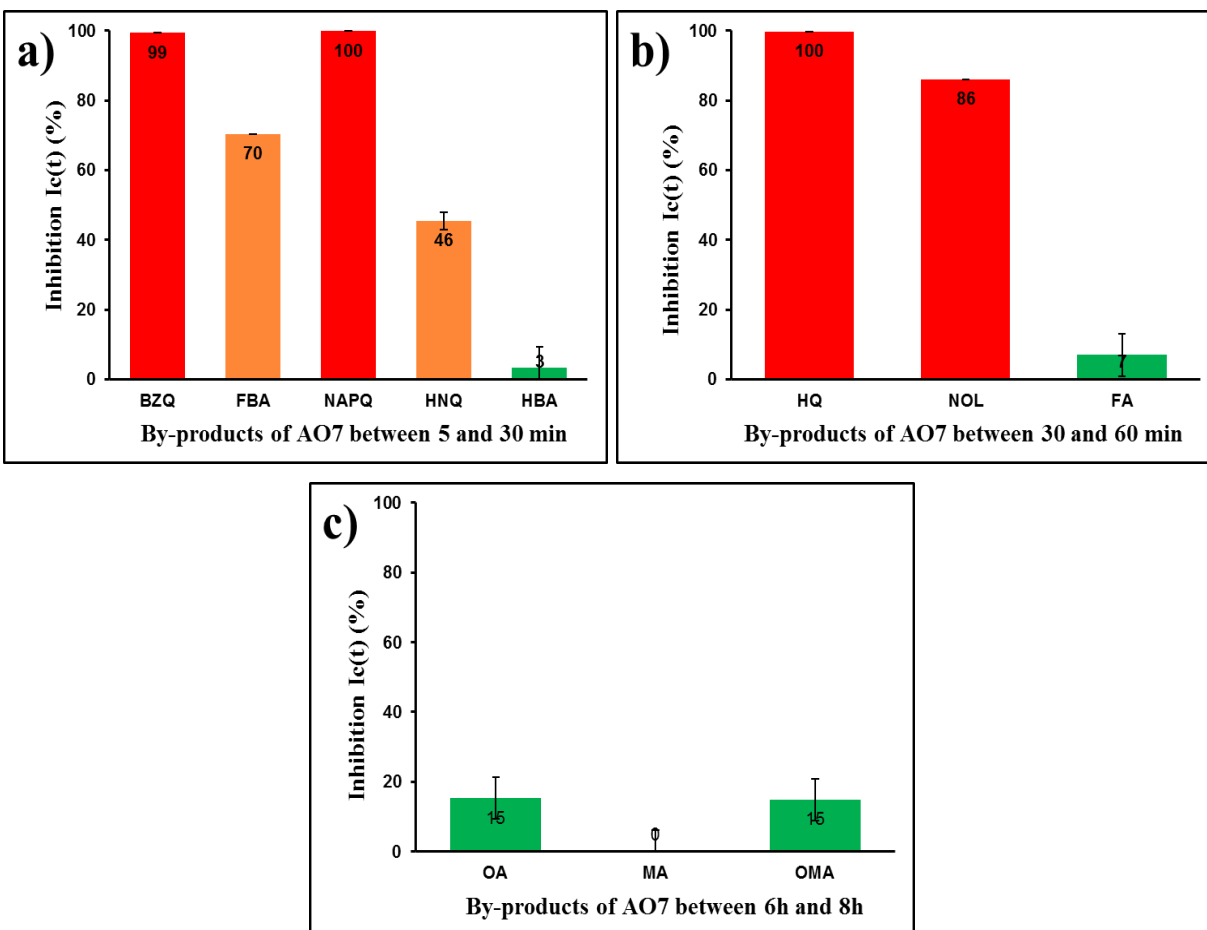 a)
Inhibition Ic(t) (%)
100
80
60
40
20
0
99
70
100
46
3
BZQ FBA NAPQ HNQ HBA
By-products of AO7 between 5 and 30 min
b)
Inhibition Ic(t) (%)
100
80
60
40
20
0
100
86
7
HQ NOL FA
By-products of AO7 between 30 and 60 min
c)
Inhibition Ic(t) (%)
100
80
60
40
20
0
15
0
15
OA MA OMA
By-products of AO7 between 6h and 8h